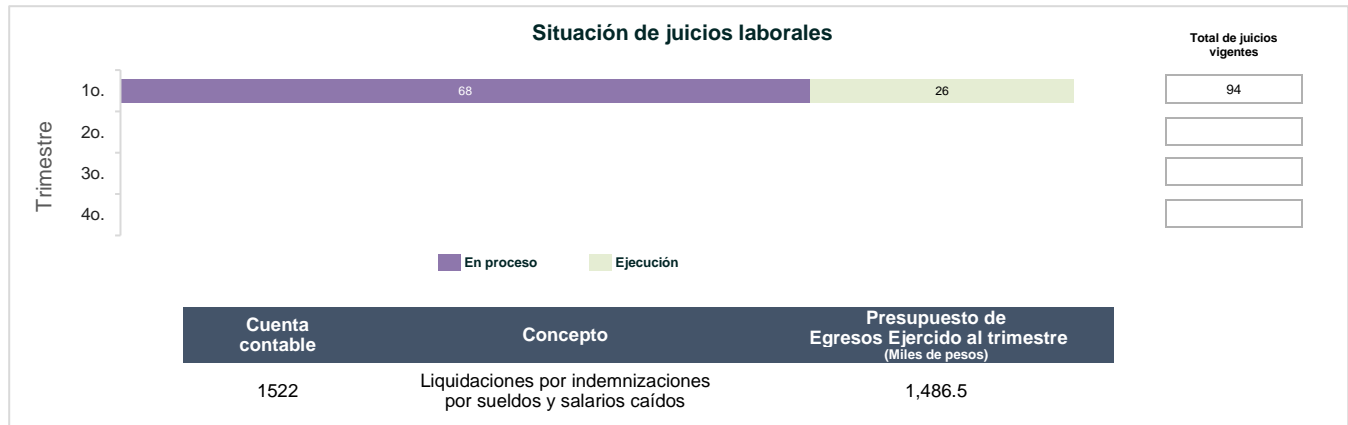 Situación de juicios laborales
Total de juicios
vigentes
Trimestre
1o.
68
26
94
2o.
3o.
4o.
En proceso
Ejecución
Cuenta
contable
Concepto
Presupuesto de
Egresos Ejercido al trimestre
(Miles de pesos)
1522
Liquidaciones por indemnizaciones
por sueldos y salarios caídos
1,486.5